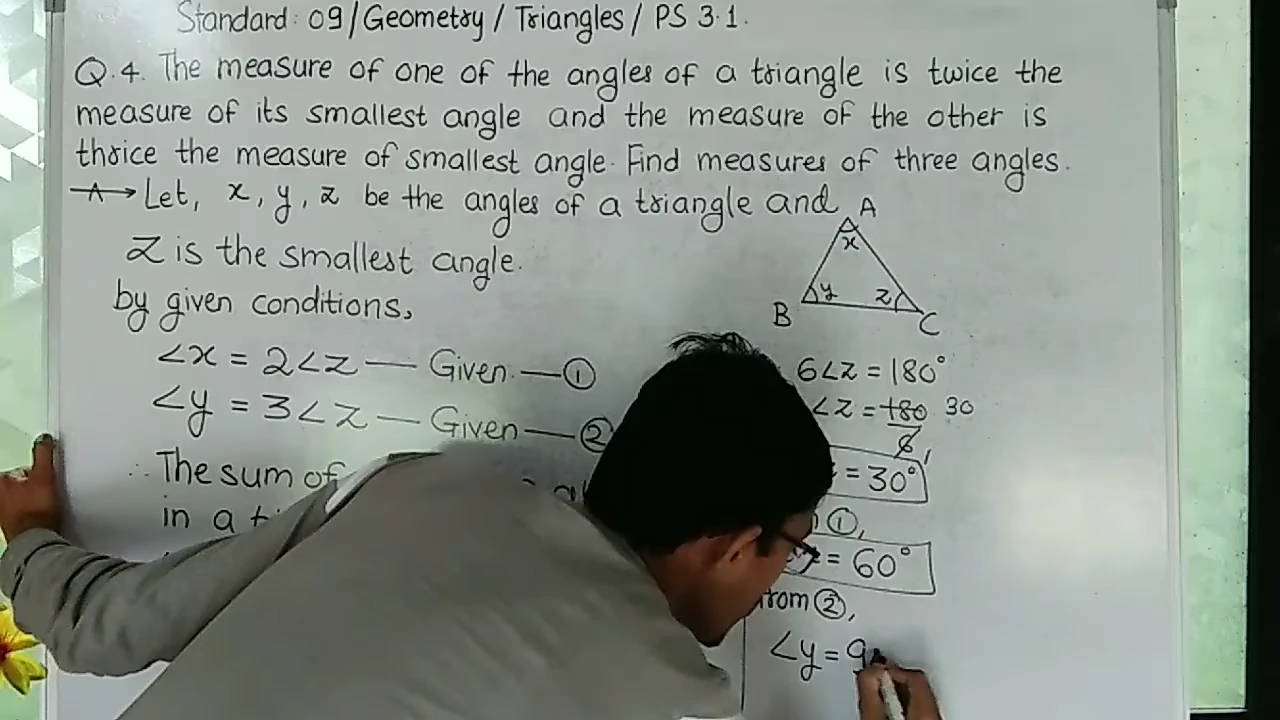 Standard: 09/Geometry/Triangles/PS 3.1.
Q.4. The measure of one of the angles of a triangle is twice the
measure of its smallest angle and the measure of the other is
thrice the measure of smallest angle. Find measures of three angles.
A→ Let, x, y, z be the angles of a triangle and
z is the smallest angle.
by given conditions,
∠x = 2∠z — Given. — ①
∠y = 3∠z — Given — ②
∴ The sum of
in a
A
x
y
z
B
C
6∠z = 180°
∠z = 180 30
6
= 30°
①,
= 60°
from ②,
∠y = 9